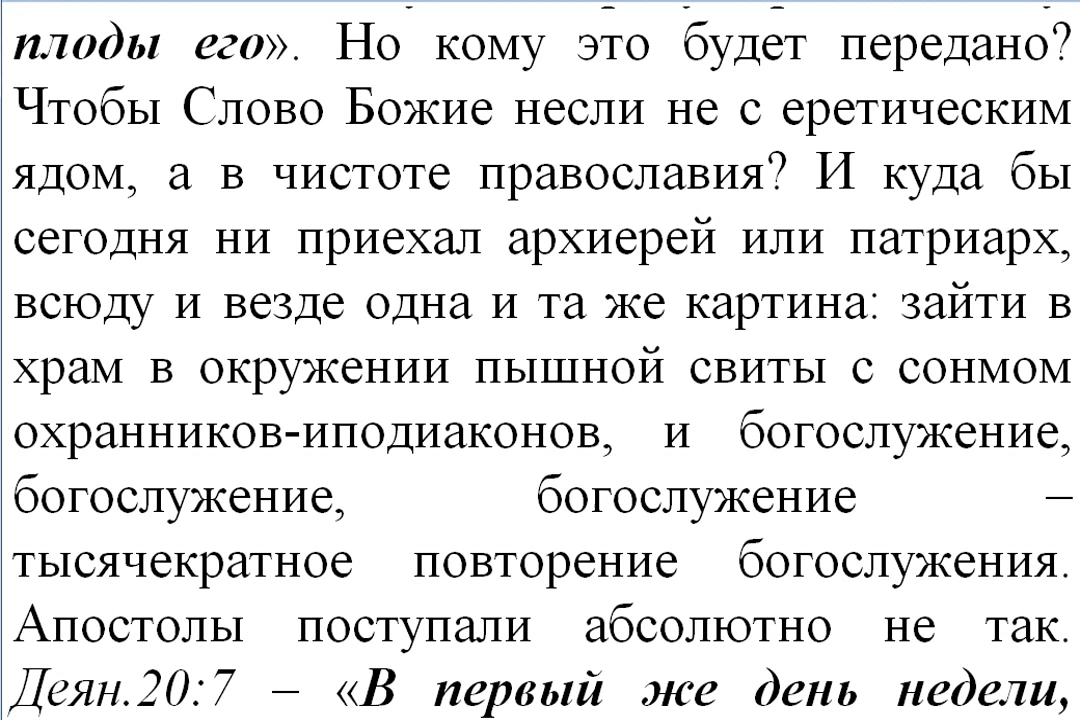 плоды его». Но кому это будет передано?
Чтобы Слово Божие несли не с еретическим
ядом, а в чистоте православия? И куда бы
сегодня ни приехал архиерей или патриарх,
всюду и везде одна и та же картина: зайти в
храм в окружении пышной свиты с сонмом
охранников-иподиаконов, и богослужение,
богослужение, богослужение –
тысячекратное повторение богослужения.
Апостолы поступали абсолютно не так.
Деян.20:7 – «В первый же день недели,